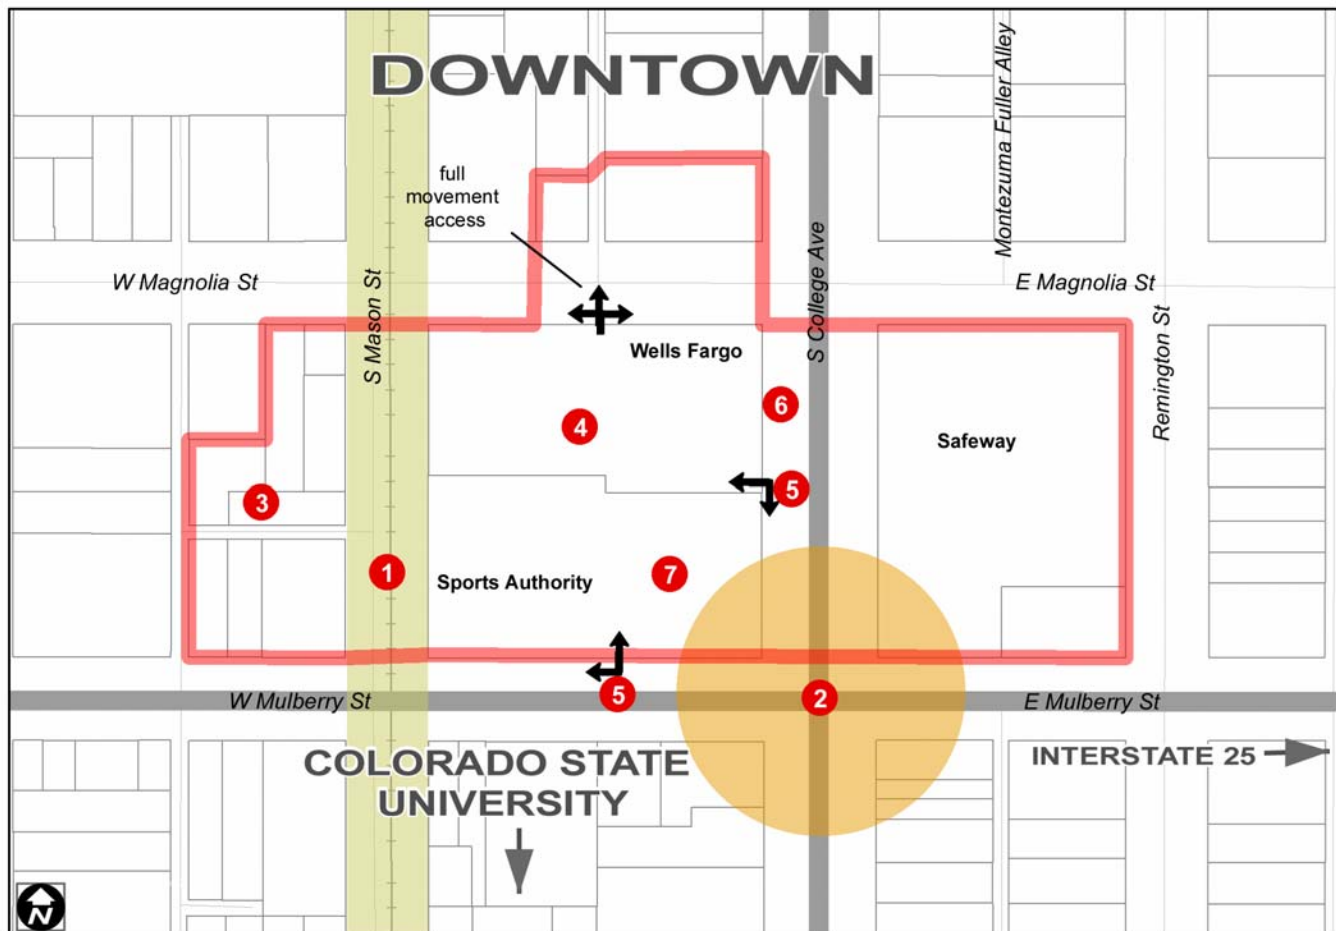 DOWNTOWN
Montezuma Fuller Alley
full
movement
access
S College Ave
W Magnolia St
E Magnolia St
S Mason St
Remington St
Wells Fargo
6
4
Safeway
5
3
1
Sports Authority
7
5
2
W Mulberry St
E Mulberry St
COLORADO STATE
UNIVERSITY
INTERSTATE 25
N